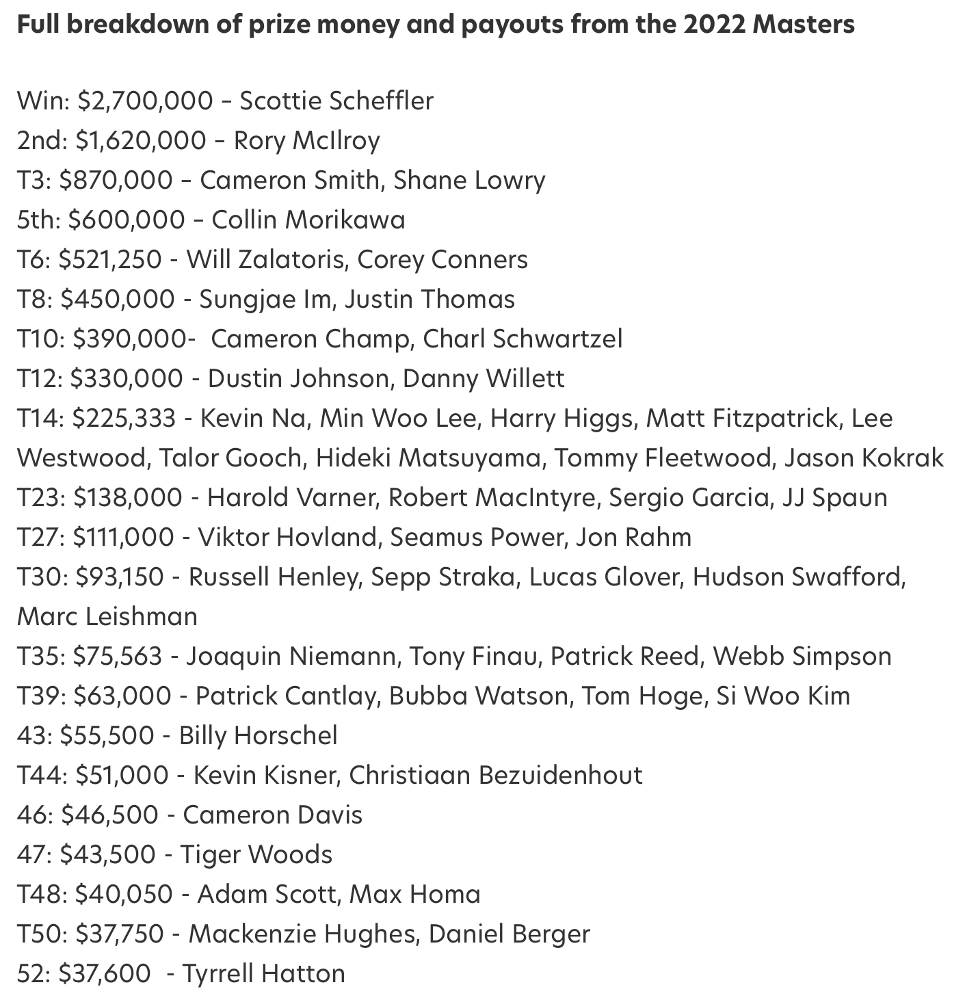 Full breakdown of prize money and payouts from the 2022 Masters
Win: $2,700,000 – Scottie Scheffler
2nd: $1,620,000 – Rory McIlroy
T3: $870,000 – Cameron Smith, Shane Lowry
5th: $600,000 – Collin Morikawa
T6: $521,250 - Will Zalatoris, Corey Conners
T8: $450,000 - Sungjae Im, Justin Thomas
T10: $390,000-  Cameron Champ, Charl Schwartzel
T12: $330,000 - Dustin Johnson, Danny Willett
T14: $225,333 - Kevin Na, Min Woo Lee, Harry Higgs, Matt Fitzpatrick, Lee
Westwood, Talor Gooch, Hideki Matsuyama, Tommy Fleetwood, Jason Kokrak
T23: $138,000 - Harold Varner, Robert MacIntyre, Sergio Garcia, JJ Spaun
T27: $111,000 - Viktor Hovland, Seamus Power, Jon Rahm
T30: $93,150 - Russell Henley, Sepp Straka, Lucas Glover, Hudson Swafford,
Marc Leishman
T35: $75,563 - Joaquin Niemann, Tony Finau, Patrick Reed, Webb Simpson
T39: $63,000 - Patrick Cantlay, Bubba Watson, Tom Hoge, Si Woo Kim
43: $55,500 - Billy Horschel
T44: $51,000 - Kevin Kisner, Christiaan Bezuidenhout
46: $46,500 - Cameron Davis
47: $43,500 - Tiger Woods
T48: $40,050 - Adam Scott, Max Homa
T50: $37,750 - Mackenzie Hughes, Daniel Berger
52: $37,600  - Tyrrell Hatton